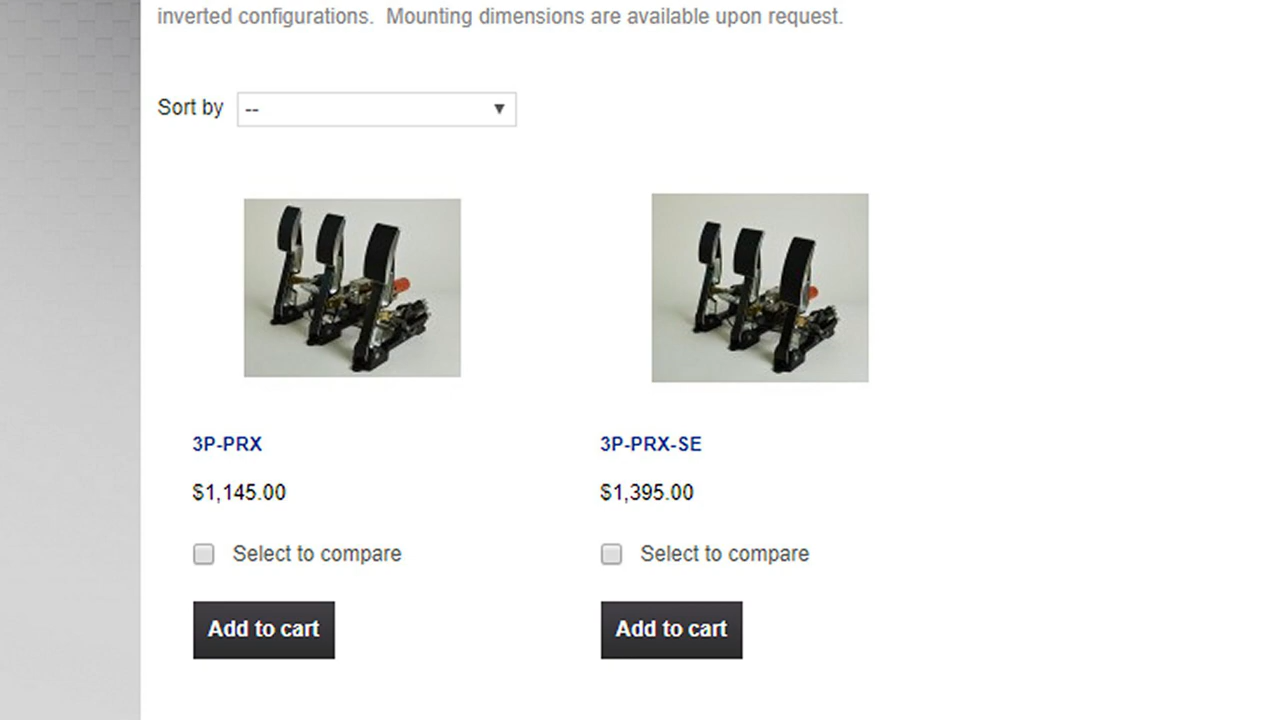 inverted configurations.  Mounting dimensions are available upon request.
Sort by --
3P-PRX
$1,145.00
Select to compare
Add to cart
3P-PRX-SE
$1,395.00
Select to compare
Add to cart